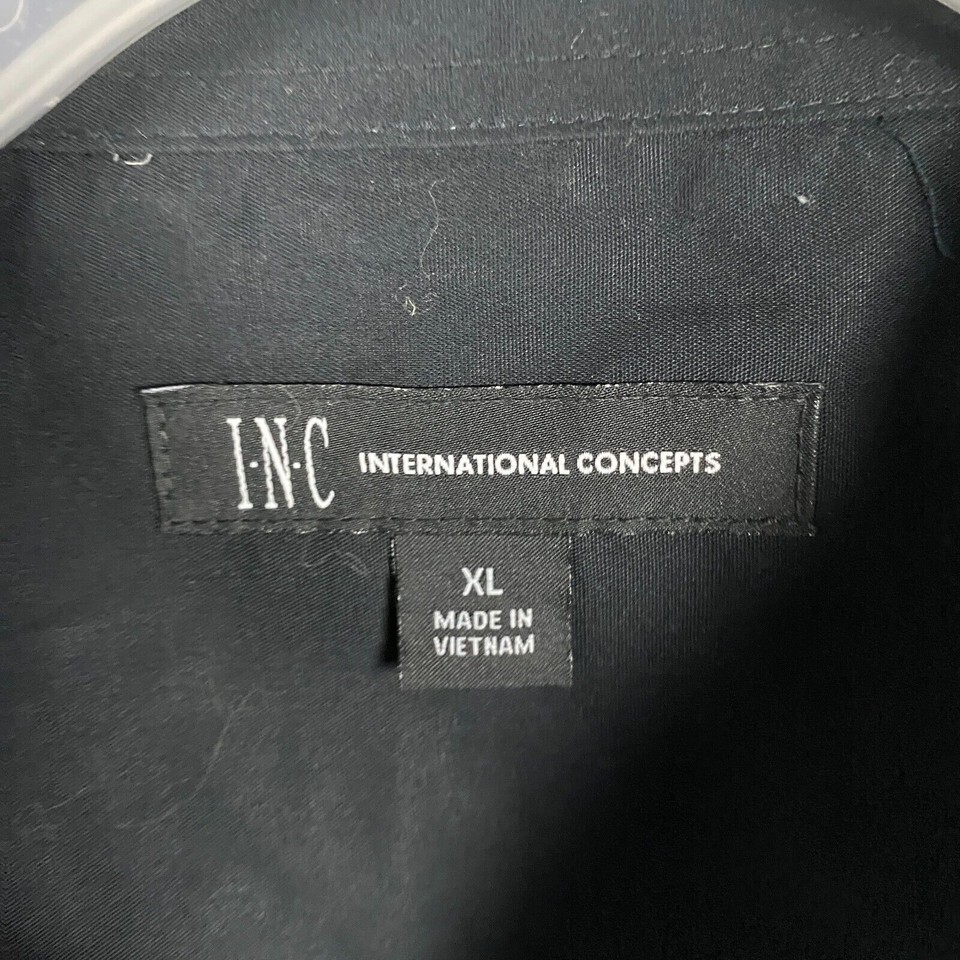 I·N·C INTERNATIONAL CONCEPTS
XL
MADE IN
VIETNAM